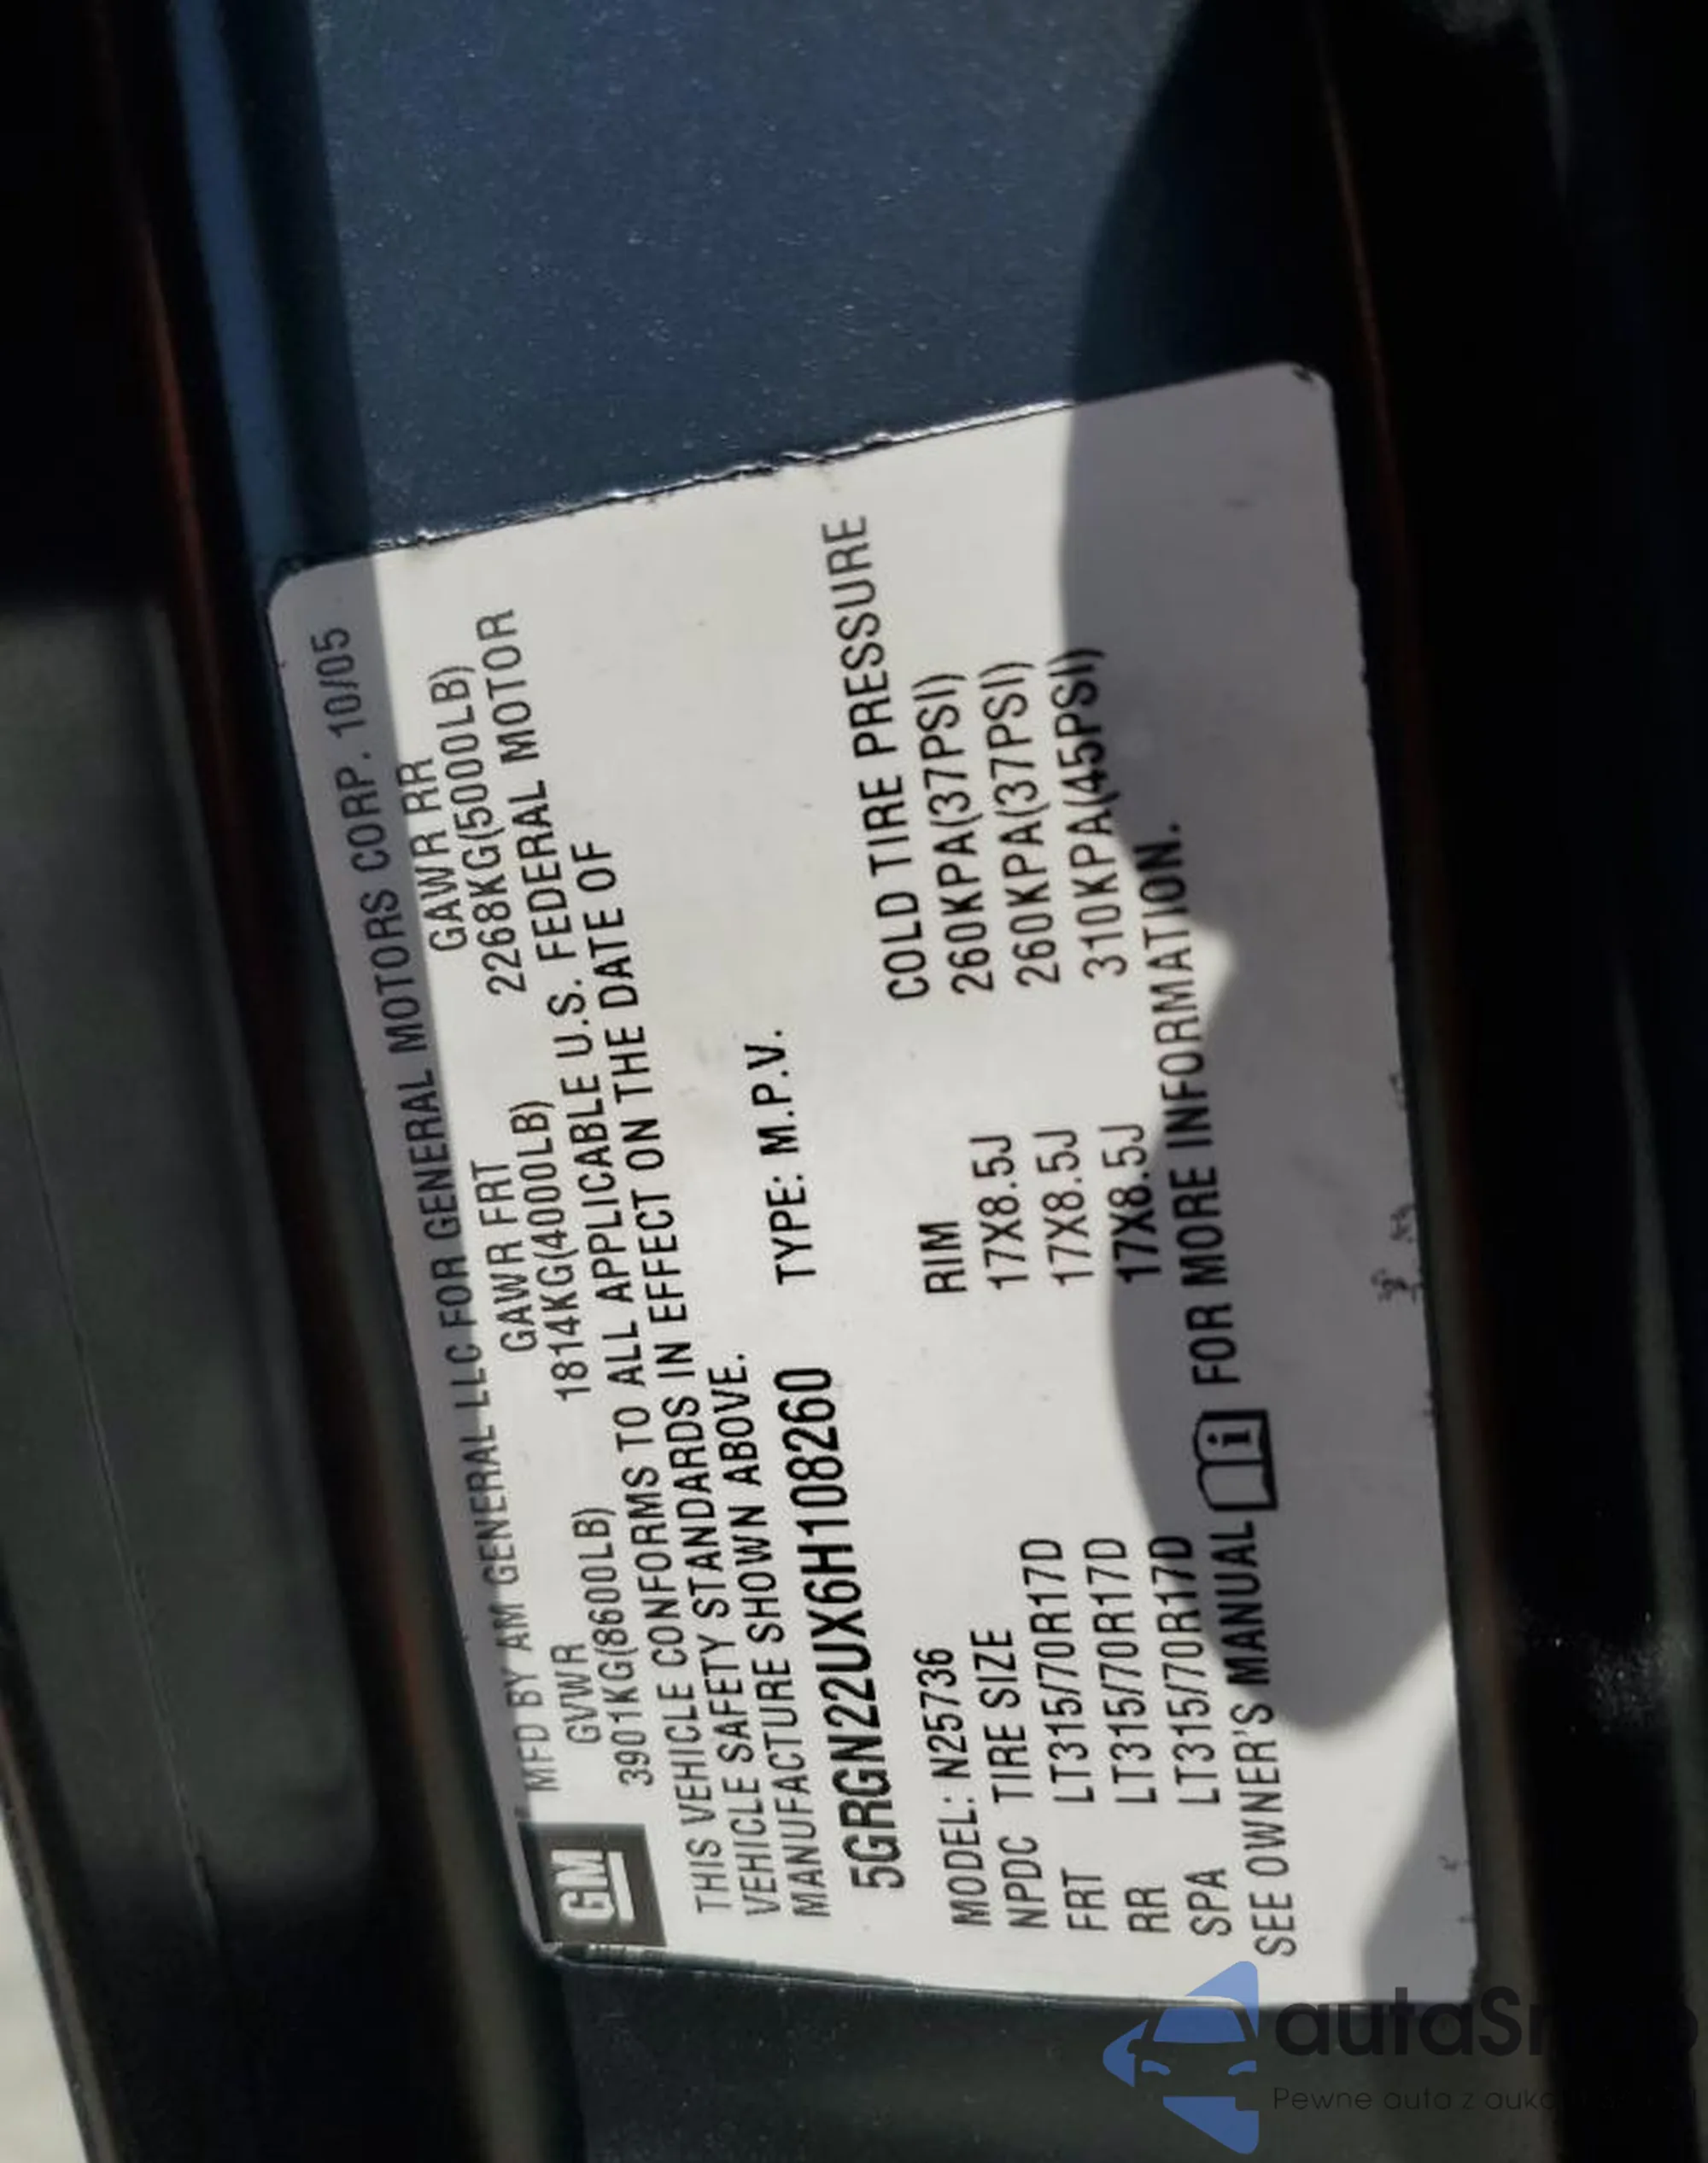 GM
MFD BY AM GENERAL LLC FOR GENERAL MOTORS CORP. 10/05
GVWR GAWR FRT GAWR RR
3901KG(8600LB) 1814KG(4000LB) 2268KG(5000LB)
THIS VEHICLE CONFORMS TO ALL APPLICABLE U.S. FEDERAL MOTOR
VEHICLE SAFETY STANDARDS IN EFFECT ON THE DATE OF
MANUFACTURE SHOWN ABOVE.
5GRGN22UX6H108260 TYPE: M.P.V.
MODEL: N25736
NPDC TIRE SIZE RIM COLD TIRE PRESSURE
FRT LT315/70R17D 17X8.5J 260KPA(37PSI)
RR LT315/70R17D 17X8.5J 260KPA(37PSI)
SPA LT315/70R17D 17X8.5J 310KPA(45PSI)
SEE OWNER'S MANUAL i FOR MORE INFORMATION.
Pewne auta z